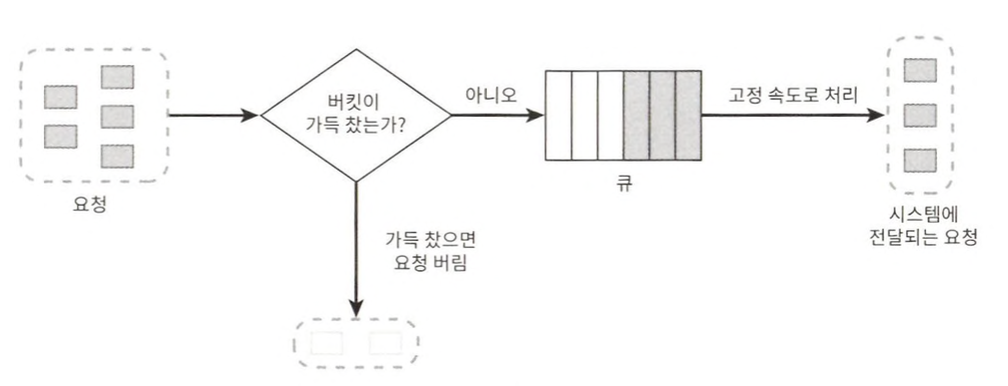 버킷이
가득 찼는가?
아니오
고정 속도로 처리
큐
요청
시스템에
전달되는 요청
가득 찼으면
요청 버림